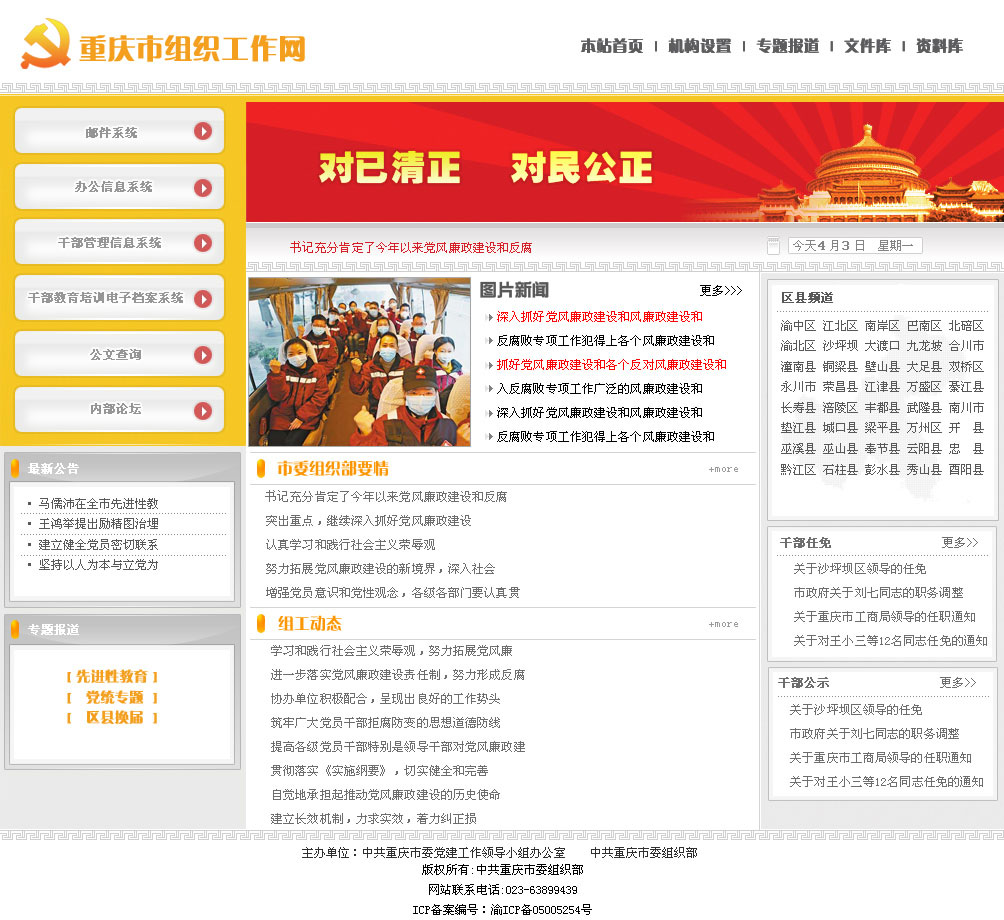 重庆市组织工作网
本站首页 | 机构设置 | 专题报道 | 文件库 | 资料库
邮件系统
办公信息系统
干部管理信息系统
干部教育培训电子档案系统
公文查询
内部论坛
对己清正 对民公正
书记充分肯定了今年以来党风廉政建设和反腐
今天4月3日 星期一
图片新闻
更多>>>
深入抓好党风廉政建设和风廉政建设和
反腐败专项工作犯得上各个风廉政建设和
抓好党风廉政建设和各个反对风廉政建设和
入反腐败专项工作广泛的风廉政建设和
深入抓好党风廉政建设和风廉政建设和
反腐败专项工作犯得上各个风廉政建设和
区县频道
渝中区 江北区 南岸区 巴南区 北碚区
渝北区 沙坪坝 大渡口 九龙坡 合川市
潼南县 铜梁县 璧山县 大足县 双桥区
永川市 荣昌县 江津县 万盛区 綦江县
长寿县 涪陵区 丰都县 武隆县 南川市
垫江县 城口县 梁平县 万州区 开 县
巫溪县 巫山县 奉节县 云阳县 忠 县
黔江区 石柱县 彭水县 秀山县 酉阳县
最新公告
• 马儒沛在全市先进性教
• 王鸿举提出励精图治埋
• 建立健全党员密切联系
• 坚持以人为本与立党为
市委组织部要情
+more
书记充分肯定了今年以来党风廉政建设和反腐
突出重点，继续深入抓好党风廉政建设
认真学习和践行社会主义荣辱观
努力拓展党风廉政建设的新境界，深入社会
增强党员意识和党性观念，各级各部门要认真贯
干部任免
更多>>
关于沙坪坝区领导的任免
市政府关于刘七同志的职务调整
关于重庆市工商局领导的任职通知
关于对王小三等12名同志任免的通知
专题报道
[ 先进性教育 ]
[ 党统专题 ]
[ 区县换届 ]
组工动态
+more
学习和践行社会主义荣辱观，努力拓展党风廉
进一步落实党风廉政建设责任制，努力形成反腐
协办单位积极配合，呈现出良好的工作势头
筑牢广大党员干部拒腐防变的思想道德防线
提高各级党员干部特别是领导干部对党风廉政建
贯彻落实《实施纲要》，切实健全和完善
自觉地承担起推动党风廉政建设的历史使命
建立长效机制，力求实效，着力纠正损
干部公示
更多>>
关于沙坪坝区领导的任免
市政府关于刘七同志的职务调整
关于重庆市工商局领导的任职通知
关于对王小三等12名同志任免的通知
主办单位：中共重庆市委党建工作领导小组办公室 中共重庆市委组织部
版权所有:中共重庆市委组织部
网站联系电话:023-63899439
ICP备案编号：渝ICP备05005254号